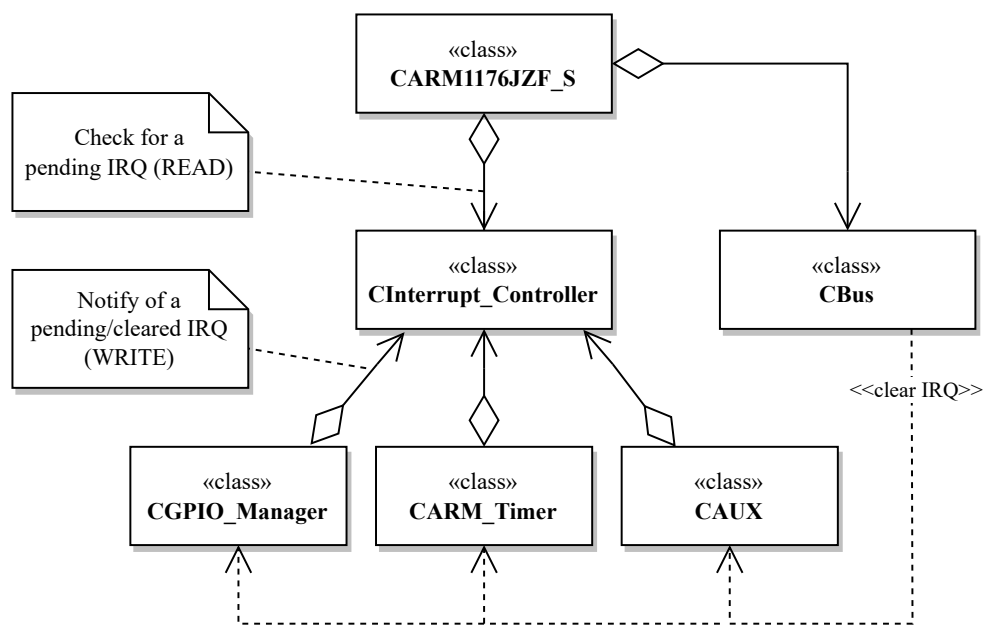 «class»
CARM1176JZF_S
Check for a
pending IRQ (READ)
«class»
CInterrupt_Controller
«class»
CBus
Notify of a
pending/cleared IRQ
(WRITE)
<<clear IRQ>>
«class»
CGPIO_Manager
«class»
CARM_Timer
«class»
CAUX